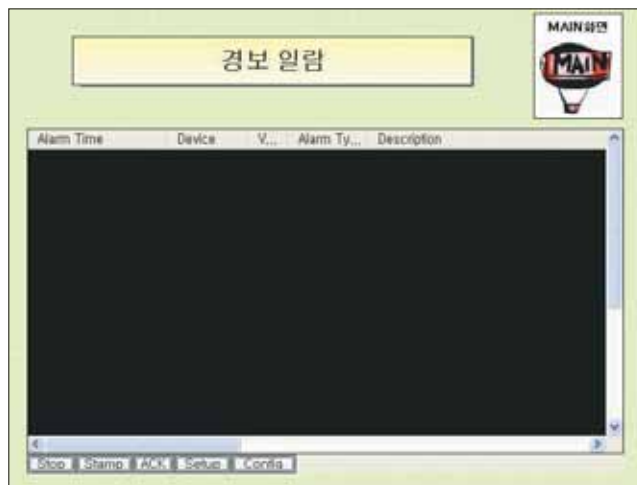 경보 일람
MAIN화면
MAIN
Alarm Time Device V... Alarm Ty... Description
Stop Stamp ACK Setup Config